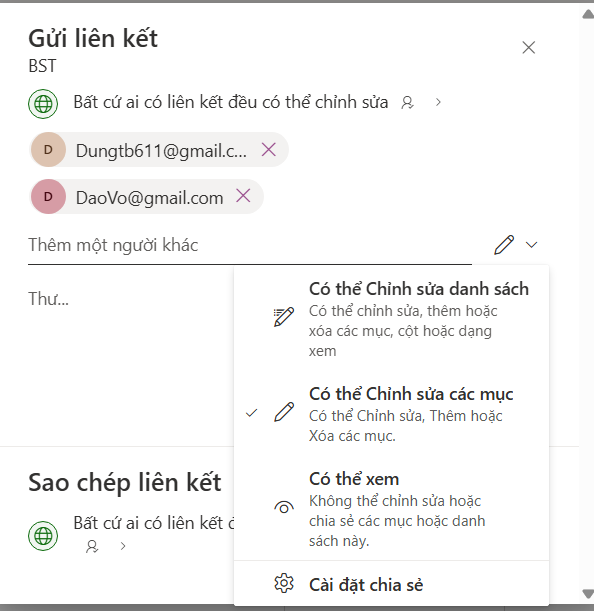 Gửi liên kết
BST
Bất cứ ai có liên kết đều có thể chỉnh sửa
D Dungtb611@gmail.c...
D DaoVo@gmail.com
Thêm một người khác
Thư...
Có thể Chỉnh sửa danh sách
Có thể chỉnh sửa, thêm hoặc
xóa các mục, cột hoặc dạng
xem
Có thể Chỉnh sửa các mục
Có thể Chỉnh sửa, Thêm hoặc
Xóa các mục.
Có thể xem
Không thể chỉnh sửa hoặc
chia sẻ các mục hoặc danh
sách này.
Cài đặt chia sẻ
Sao chép liên kết
Bất cứ ai có liên kết